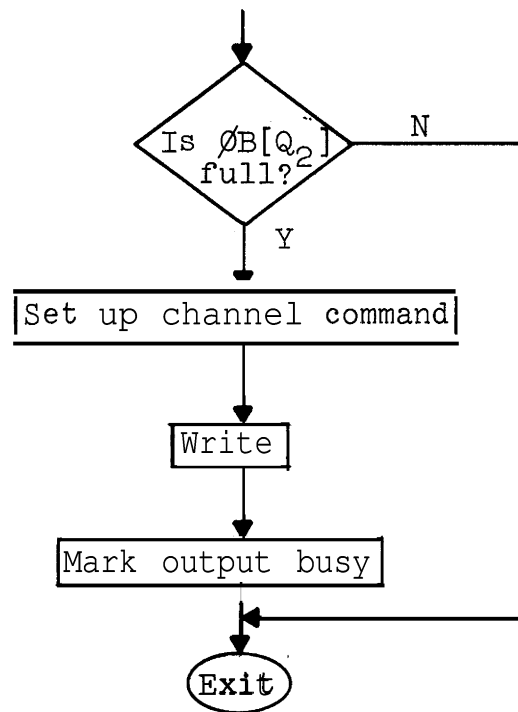 Is ØB[Q₂]
full?
N
Y
Set up channel command
Write
Mark output busy
Exit